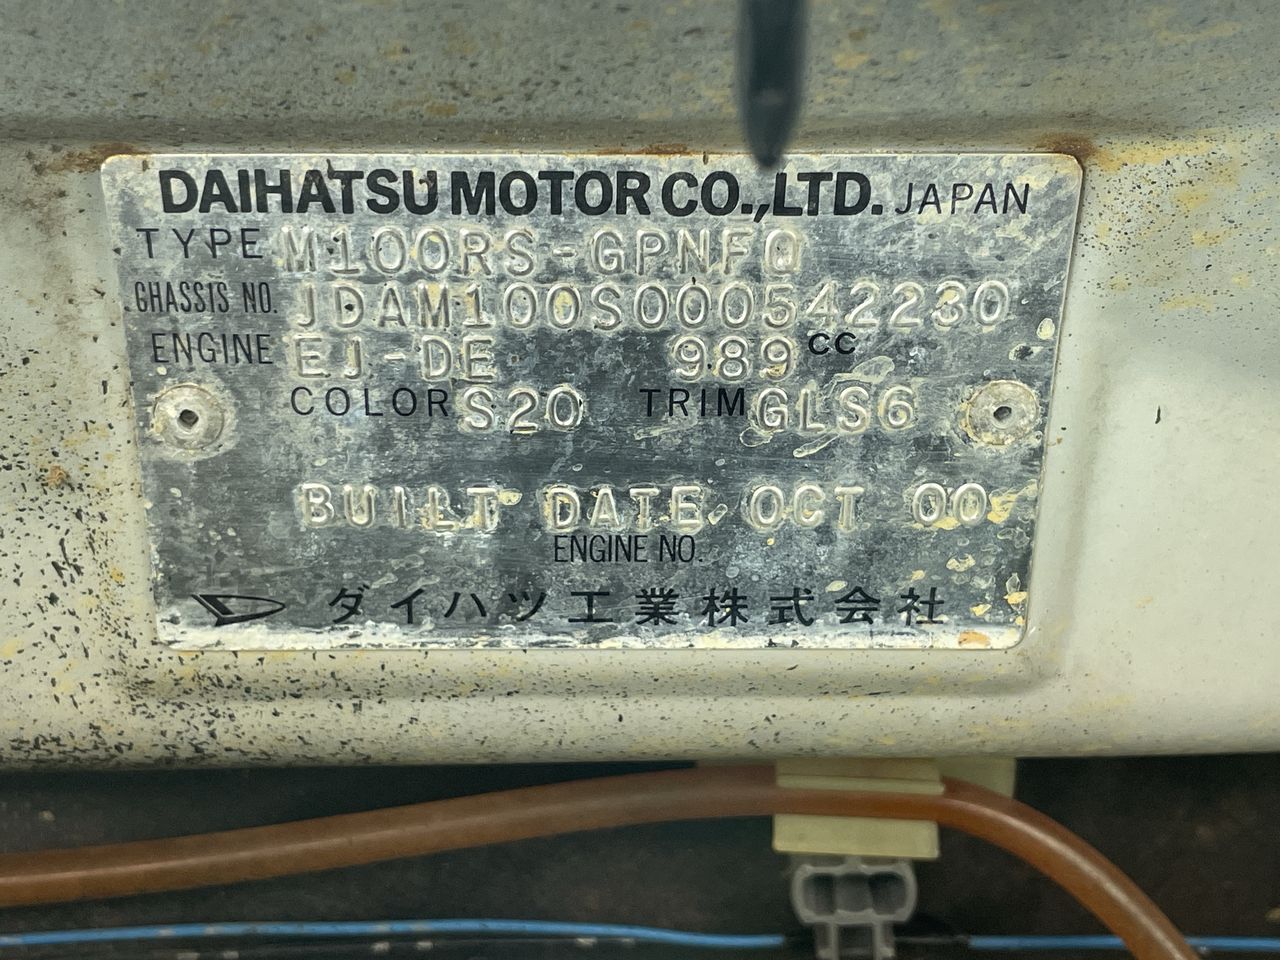 DAIHATSU MOTOR CO.,LTD. JAPAN
TYPE M100RS-GPNFQ
CHASSIS NO. JDAM100S000542230
ENGINE EJ-DE 989 CC
COLOR S20 TRIM GLS6
BUILT DATE OCT 00
ENGINE NO.
ダイハツ工業株式会社